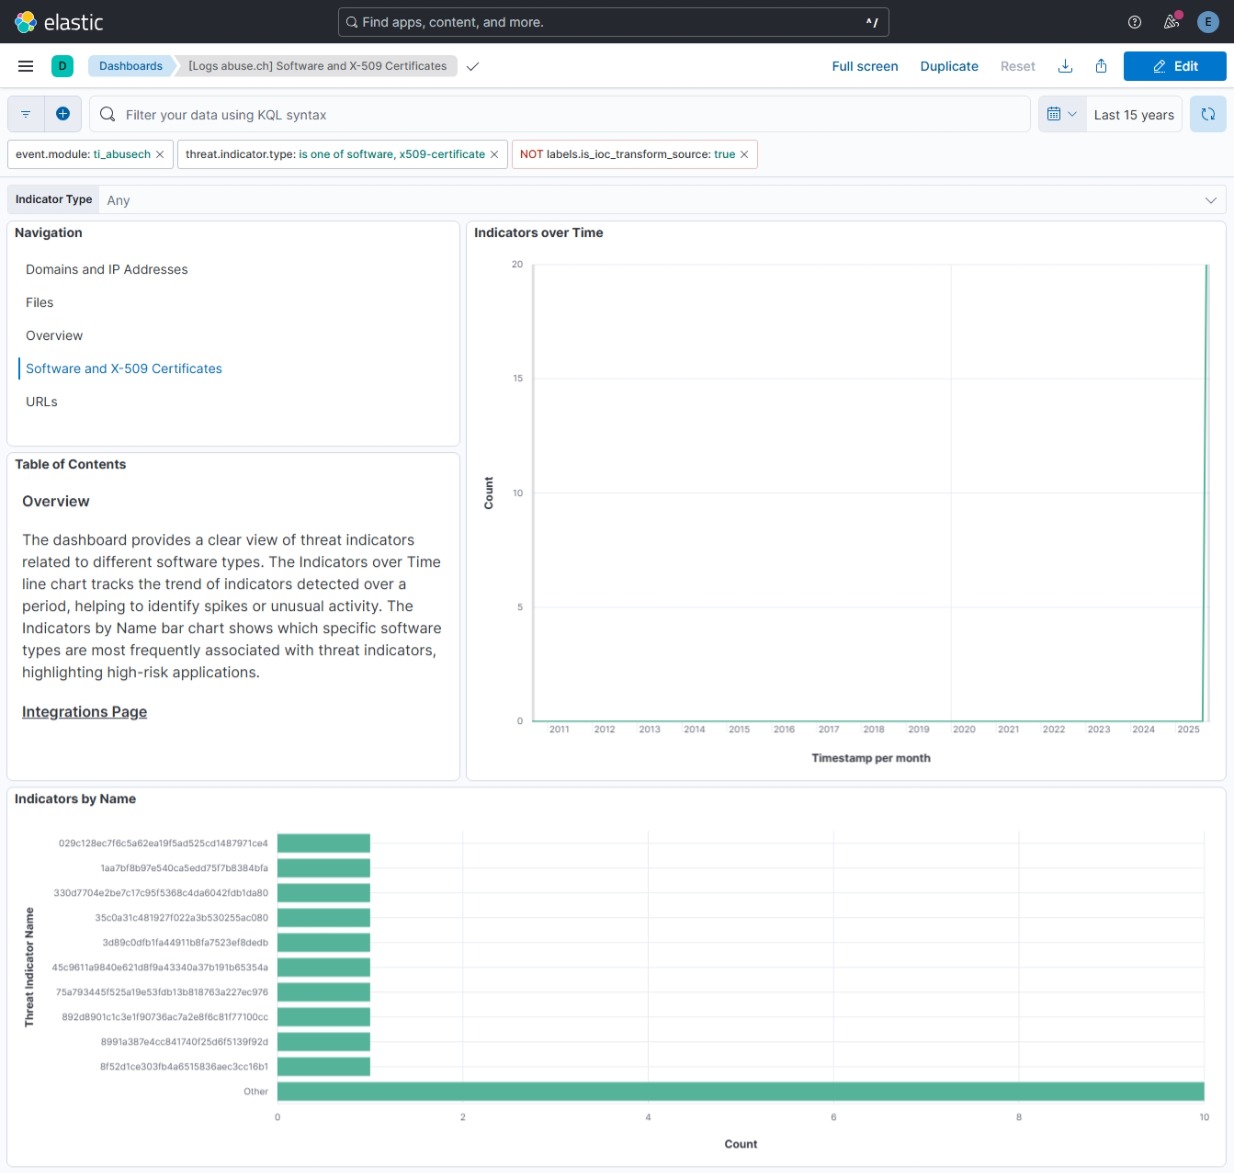 elastic
Find apps, content, and more.
^/
E
D
Dashboards
[Logs abuse.ch] Software and X-509 Certificates
Full screen
Duplicate
Reset
Edit
Filter your data using KQL syntax
Last 15 years
event.module: ti_abusech
threat.indicator.type: is one of software, x509-certificate
NOT labels.is_ioc_transform_source: true
Indicator Type
Any
Navigation
Domains and IP Addresses
Files
Overview
Software and X-509 Certificates
URLs
Table of Contents
Overview
The dashboard provides a clear view of threat indicators
related to different software types. The Indicators over Time
line chart tracks the trend of indicators detected over a
period, helping to identify spikes or unusual activity. The
Indicators by Name bar chart shows which specific software
types are most frequently associated with threat indicators,
highlighting high-risk applications.
Integrations Page
Indicators over Time
20
15
10
5
0
Count
2011 2012 2013 2014 2015 2016 2017 2018 2019 2020 2021 2022 2023 2024 2025
Timestamp per month
Indicators by Name
Threat Indicator Name
029c128ec7f6c5a62ea19f5ad525cd1487971ce4
1aa7bf8b97e540ca5edd75f7b8384bfa
330d7704e2be7c17c95f5368c4da6042fdb1da80
35c0a31c481927f022a3b530255ac080
3d89c0dfb1fa44911b8fa7523ef8dedb
45c9611a9840e621d8f9a43340a37b191b65354a
75a793445f525a19e53fdb13b818763a227ec976
892d8901c1c3e1f90736ac7a2e8f6c81f77100cc
8991a387e4cc841740f25d6f5139f92d
8f52d1ce303fb4a6515836aec3cc16b1
Other
0 2 4 6 8 10
Count